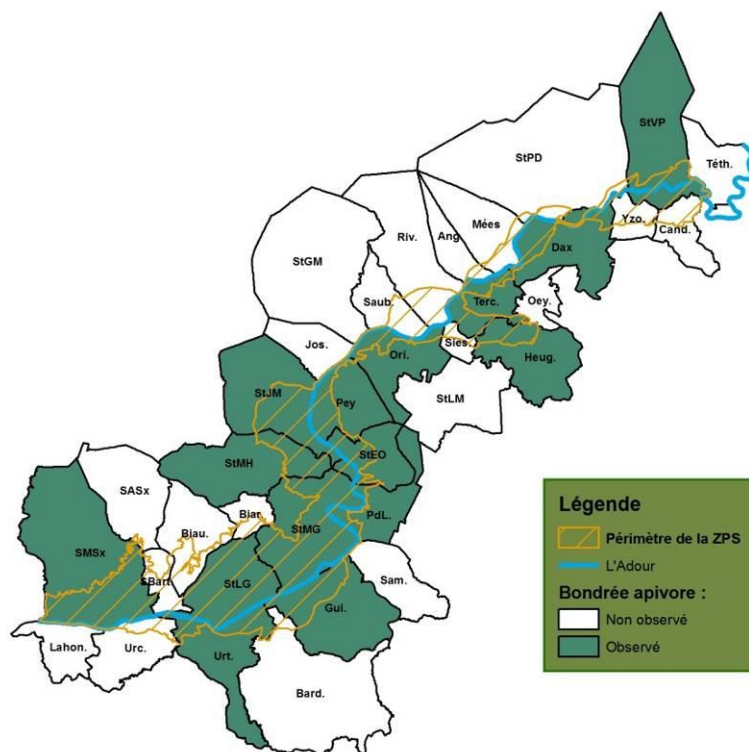 StVP
StPD
Téth.
Mées
Yzo.
Cand.
Riv.
Ang
StGM
Dax
Saub.
Terc.
Oey.
Jos.
Sies.
Ori.
Heug.
StJM
Pey
StLM
StEO
StMH
SASx
Biar.
PdL.
StMG
Biau.
SMSx
SBart.
StLG
Sam.
Gui.
Lahon.
Urc.
Urt.
Bard.
Légende
Périmètre de la ZPS
L'Adour
Bondrée apivore :
Non observé
Observé